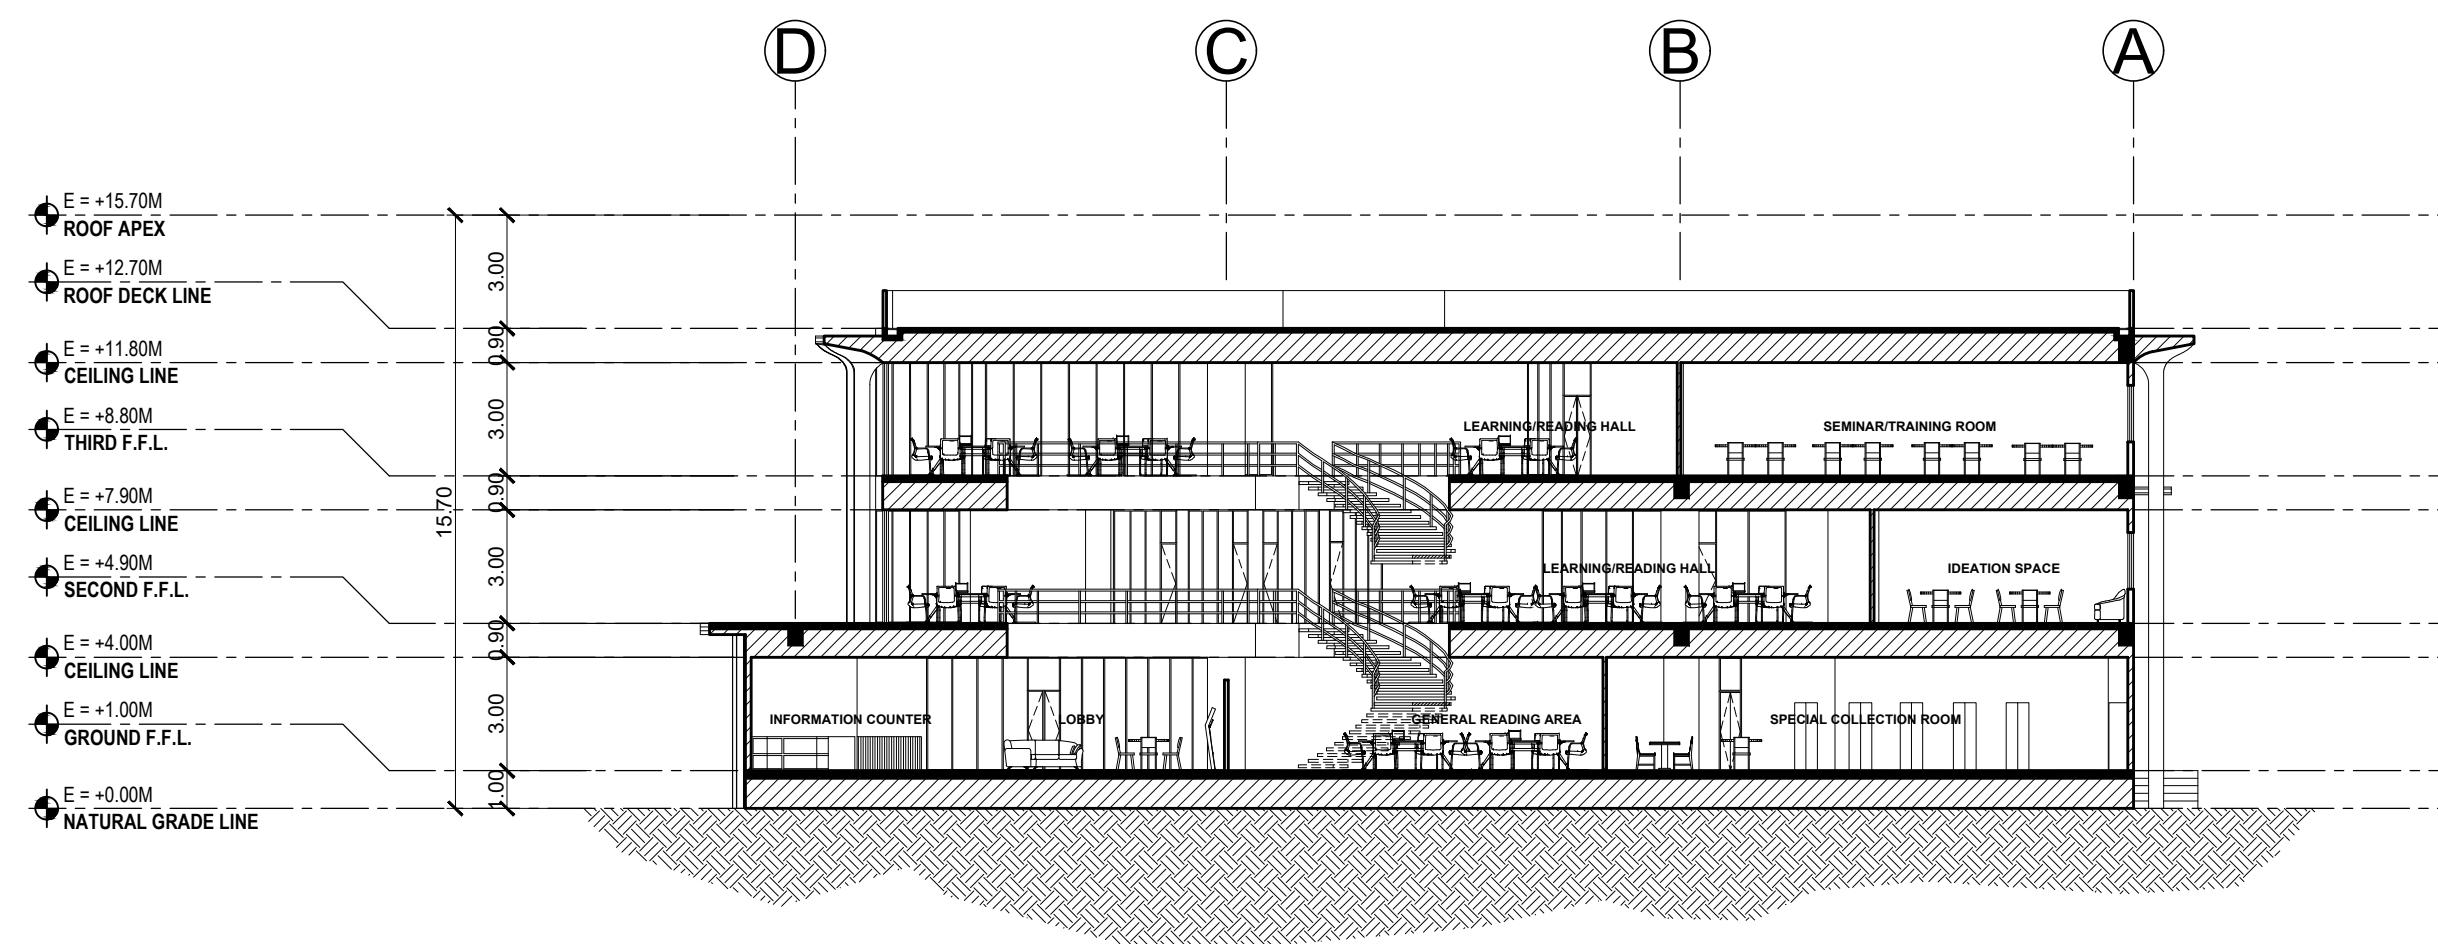 D
C
B
A
E = +15.70M
ROOF APEX
E = +12.70M
ROOF DECK LINE
E = +11.80M
CEILING LINE
E = +8.80M
THIRD F.F.L.
E = +7.90M
CEILING LINE
E = +4.90M
SECOND F.F.L.
E = +4.00M
CEILING LINE
E = +1.00M
GROUND F.F.L.
E = +0.00M
NATURAL GRADE LINE
15.70
3.00
0.90
3.00
0.90
3.00
0.90
3.00
1.00
LEARNING/READING HALL
SEMINAR/TRAINING ROOM
LEARNING/READING HALL
IDEATION SPACE
INFORMATION COUNTER
LOBBY
GENERAL READING AREA
SPECIAL COLLECTION ROOM